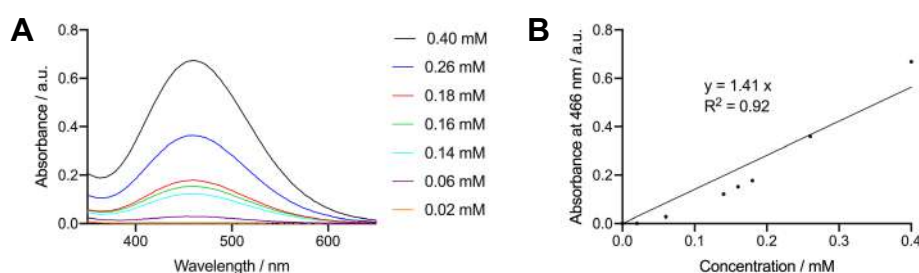 A
Absorbance / a.u.
0.8
0.6
0.4
0.2
0.0
400
500
600
Wavelength / nm
0.40 mM
0.26 mM
0.18 mM
0.16 mM
0.14 mM
0.06 mM
0.02 mM
B
Absorbance at 466 nm / a.u.
0.8
0.6
0.4
0.2
0.0
y = 1.41 x
R² = 0.92
0.0
0.1
0.2
0.3
0.4
Concentration / mM